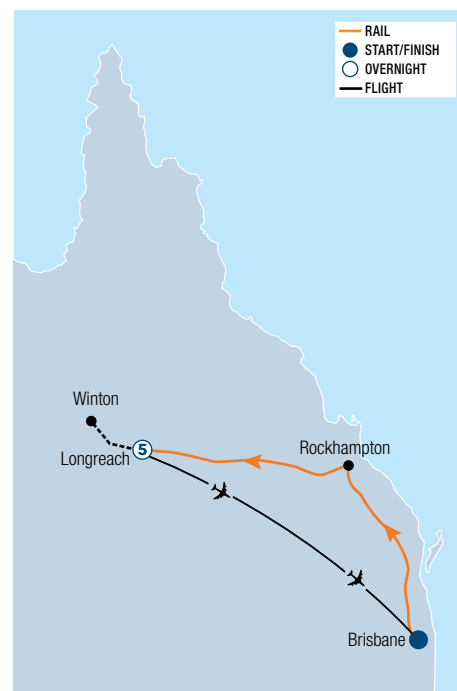 RAIL
START/FINISH
OVERNIGHT
FLIGHT
Winton
5
Longreach
Rockhampton
Brisbane